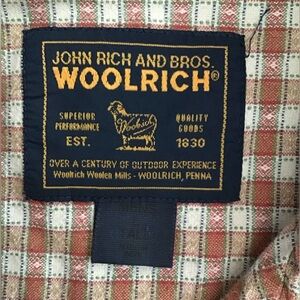 JOHN RICH AND BROS.
WOOLRICH®
SUPERIOR PERFORMANCE
Woolrich
QUALITY GOODS
EST.
1830
OVER A CENTURY OF OUTDOOR EXPERIENCE
Woolrich Woolen Mills - WOOLRICH, PENNA